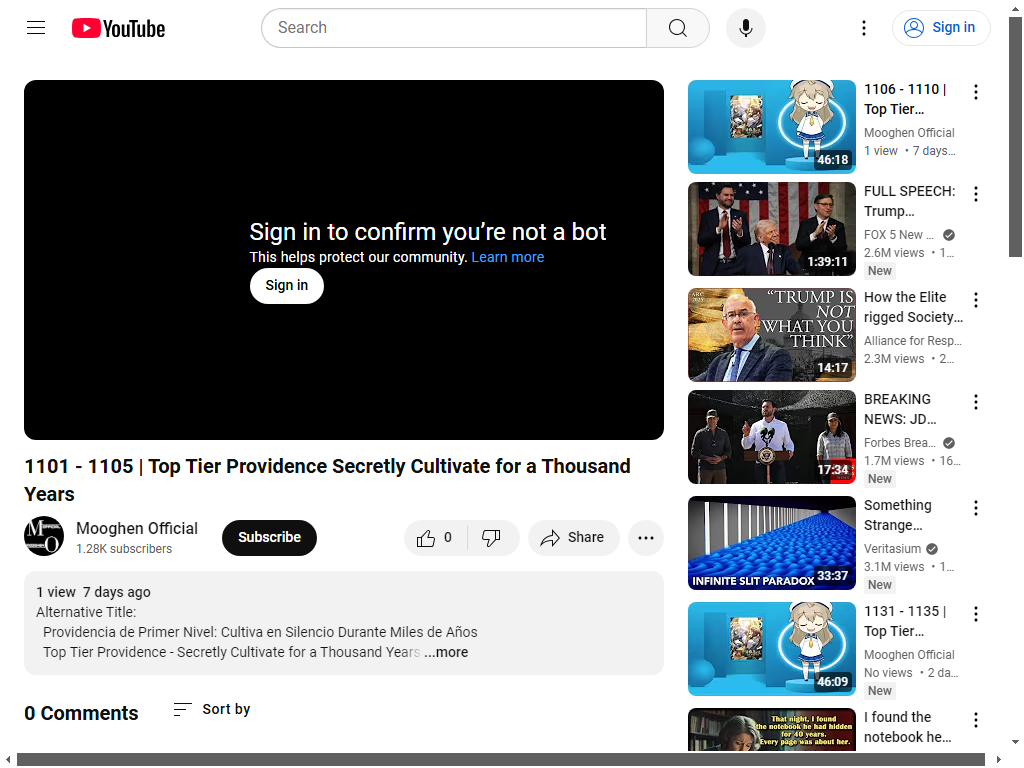 YouTube
Search
Sign in
Sign in to confirm you’re not a bot
This helps protect our community. Learn more
Sign in
1101 - 1105 | Top Tier Providence Secretly Cultivate for a Thousand
Years
Mooghen Official
1.28K subscribers
Subscribe
0
Share
1 view 7 days ago
Alternative Title:
Providencia de Primer Nivel: Cultiva en Silencio Durante Miles de Años
Top Tier Providence - Secretly Cultivate for a Thousand Years ...more
0 Comments
Sort by
46:18
1106 - 1110 |
Top Tier…
Mooghen Official
1 view • 7 days…
1:39:11
FULL SPEECH:
Trump…
FOX 5 New …
2.6M views • 1…
New
ARC
"TRUMP IS
NOT
WHAT YOU
THINK"
14:17
How the Elite
rigged Society…
Alliance for Resp…
2.3M views • 2…
17:34
BREAKING
NEWS: JD…
Forbes Brea…
1.7M views • 16…
New
INFINITE SLIT PARADOX
33:37
Something
Strange…
Veritasium
3.1M views • 1…
New
46:09
1131 - 1135 |
Top Tier…
Mooghen Official
No views • 2 da…
New
That night, I found
the notebook he had hidden
for 40 years.
Every page was about her.
I found the
notebook he…